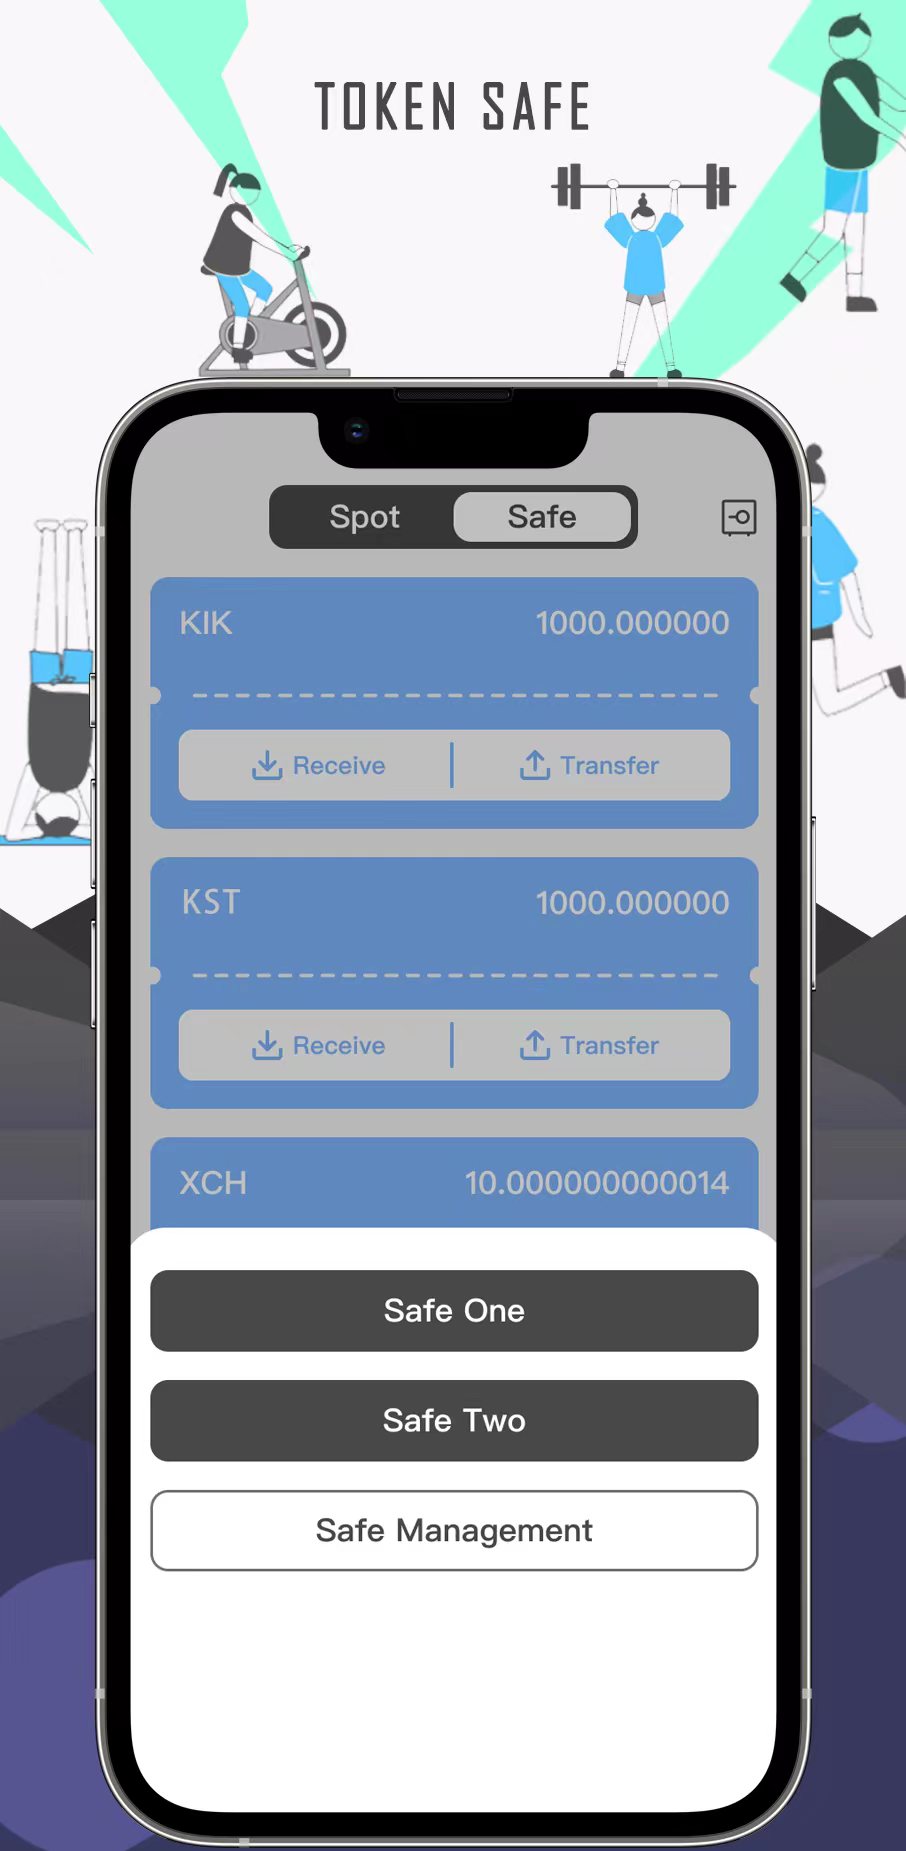 TOKEN SAFE
Spot Safe
KIK 1000.000000
Receive Transfer
KST 1000.000000
Receive Transfer
XCH 10.000000000014
Safe One
Safe Two
Safe Management